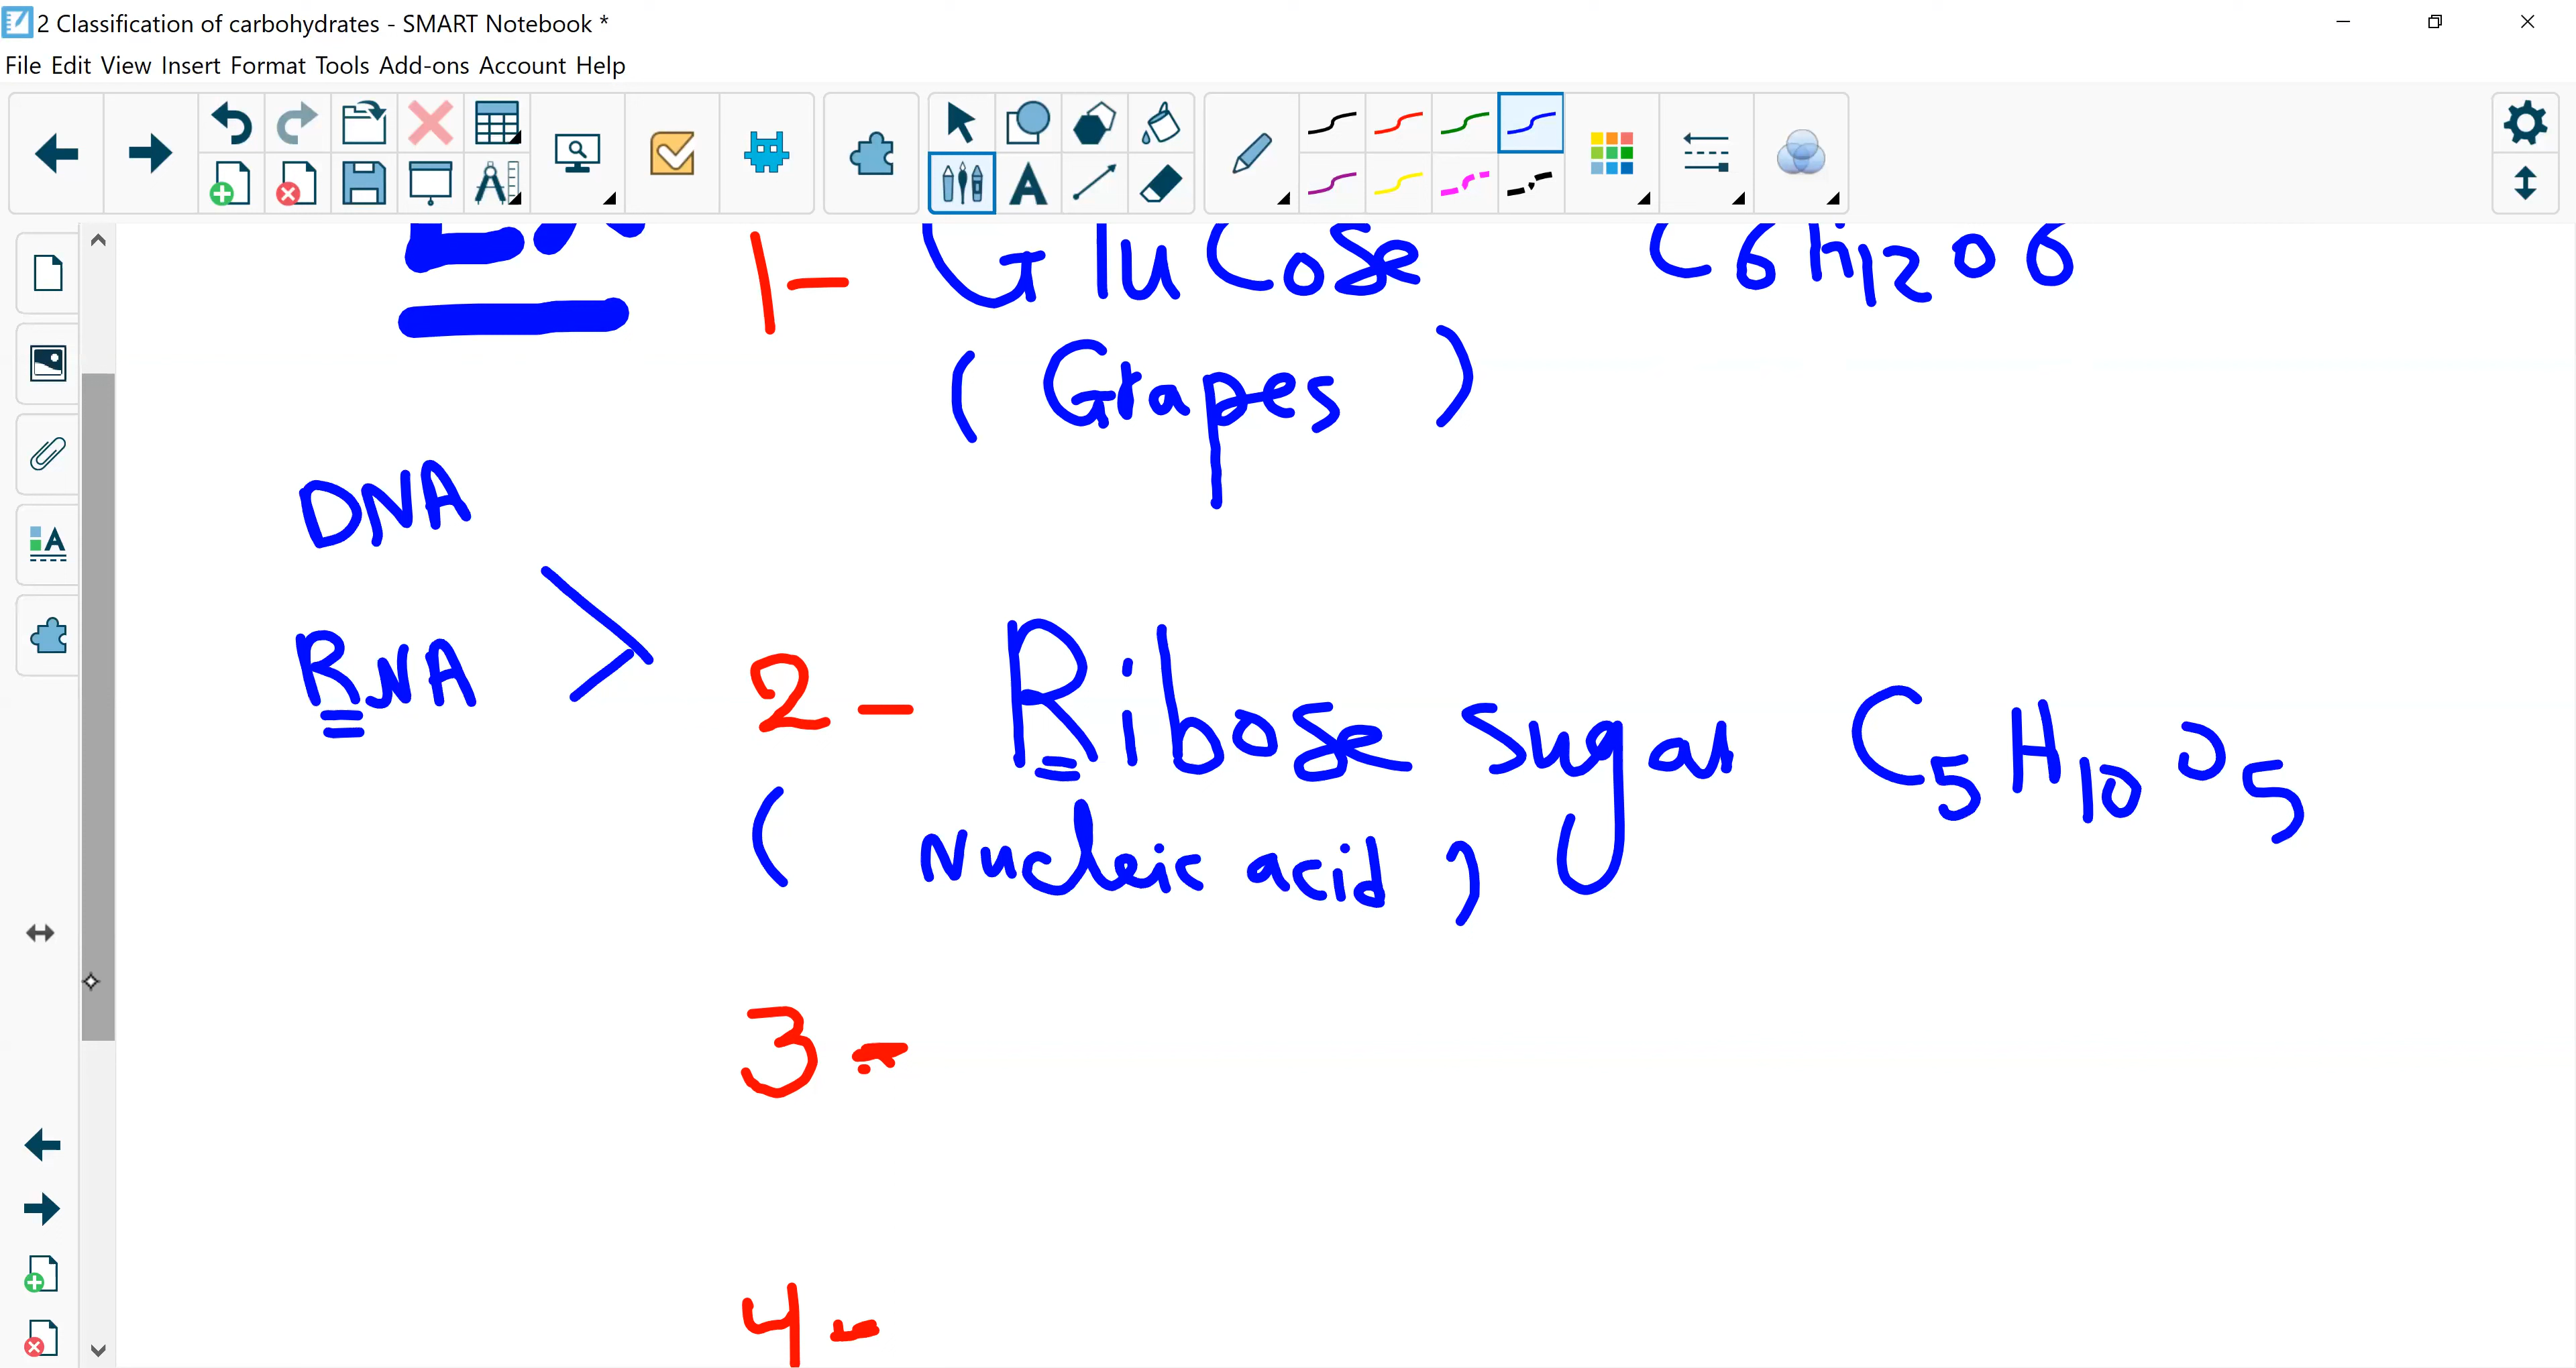 2 Classification of carbohydrates - SMART Notebook *
File Edit View Insert Format Tools Add-ons Account Help
1- GluCose C6H12O6
(Grapes)
DNA
RNA
2- Ribose sugar C5H10O5
(Nucleic acid)
3-
4-